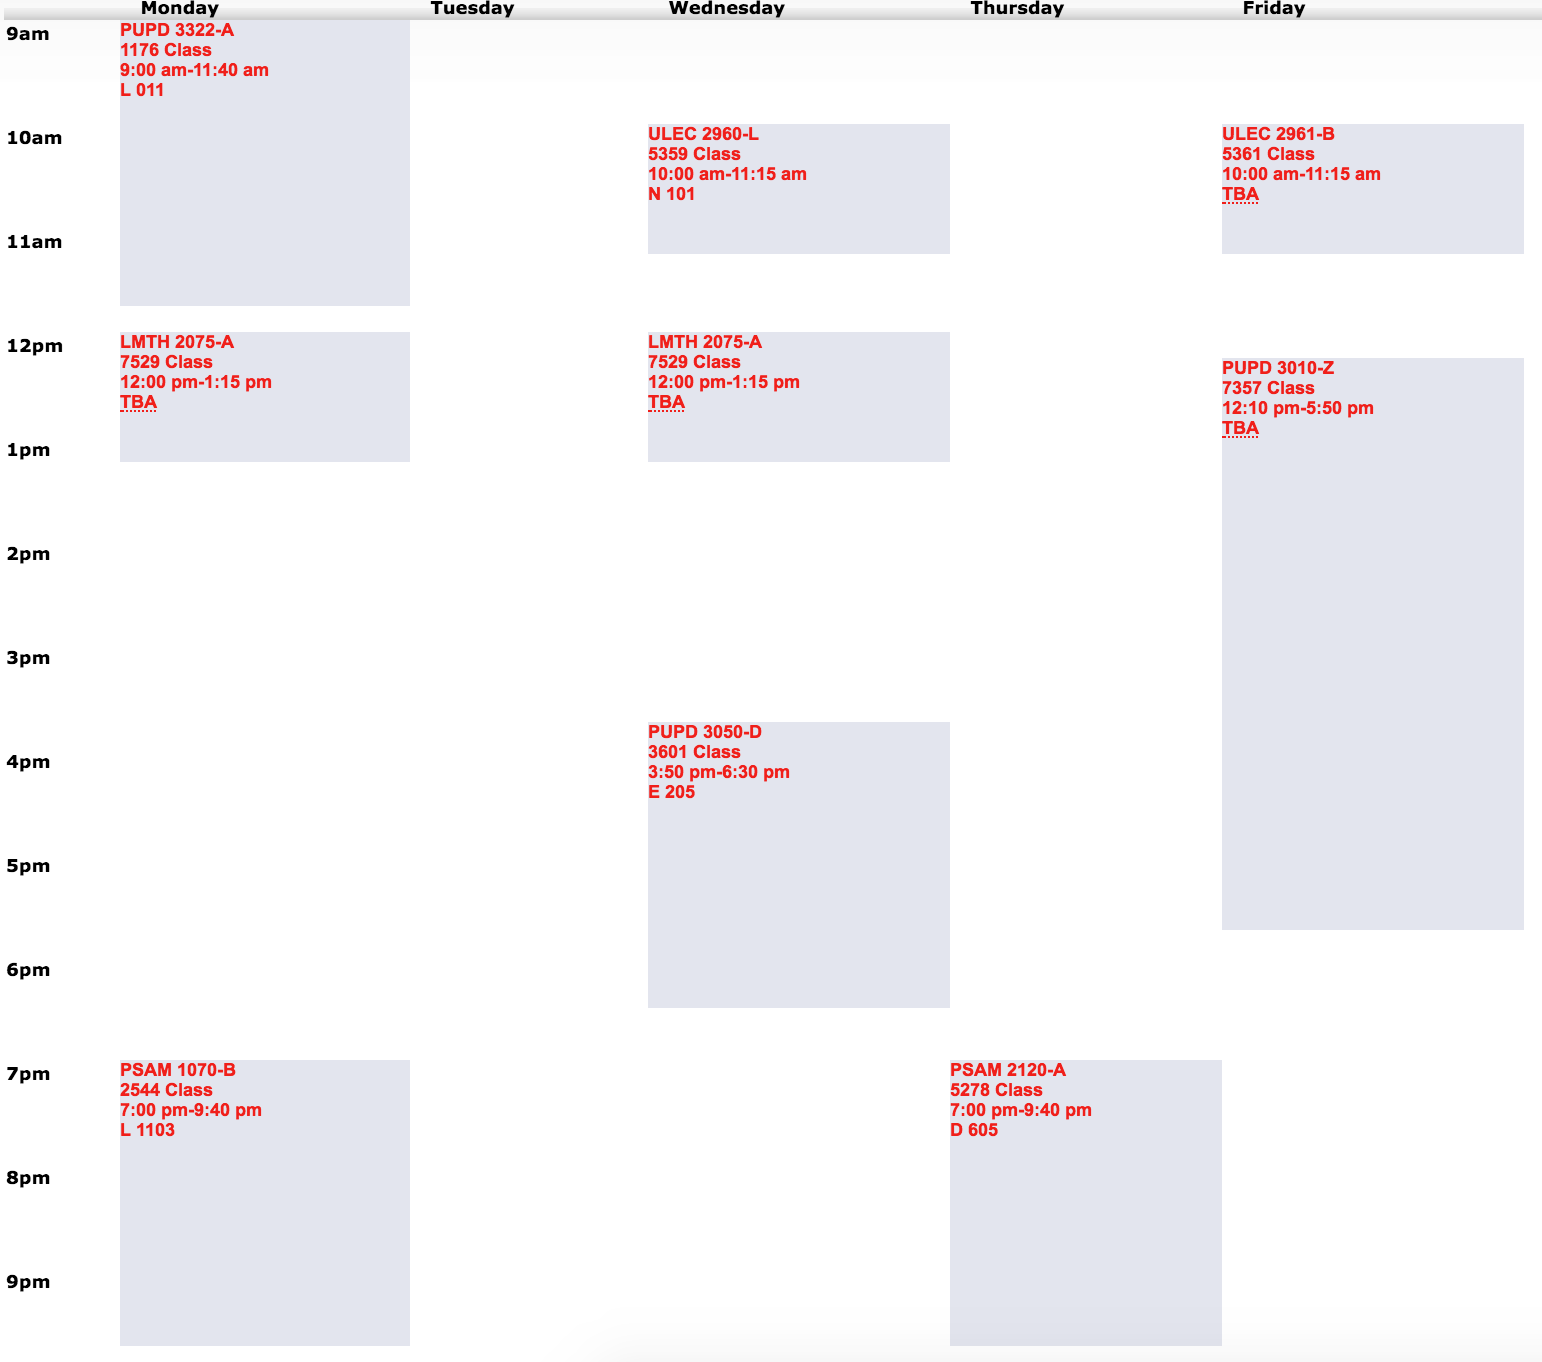 Monday Tuesday Wednesday Thursday Friday
9am
PUPD 3322-A
1176 Class
9:00 am-11:40 am
L 011
10am
ULEC 2960-L
5359 Class
10:00 am-11:15 am
N 101
ULEC 2961-B
5361 Class
10:00 am-11:15 am
TBA
11am
12pm
LMTH 2075-A
7529 Class
12:00 pm-1:15 pm
TBA
LMTH 2075-A
7529 Class
12:00 pm-1:15 pm
TBA
PUPD 3010-Z
7357 Class
12:10 pm-5:50 pm
TBA
1pm
2pm
3pm
PUPD 3050-D
3601 Class
3:50 pm-6:30 pm
E 205
4pm
5pm
6pm
7pm
PSAM 1070-B
2544 Class
7:00 pm-9:40 pm
L 1103
PSAM 2120-A
5278 Class
7:00 pm-9:40 pm
D 605
8pm
9pm